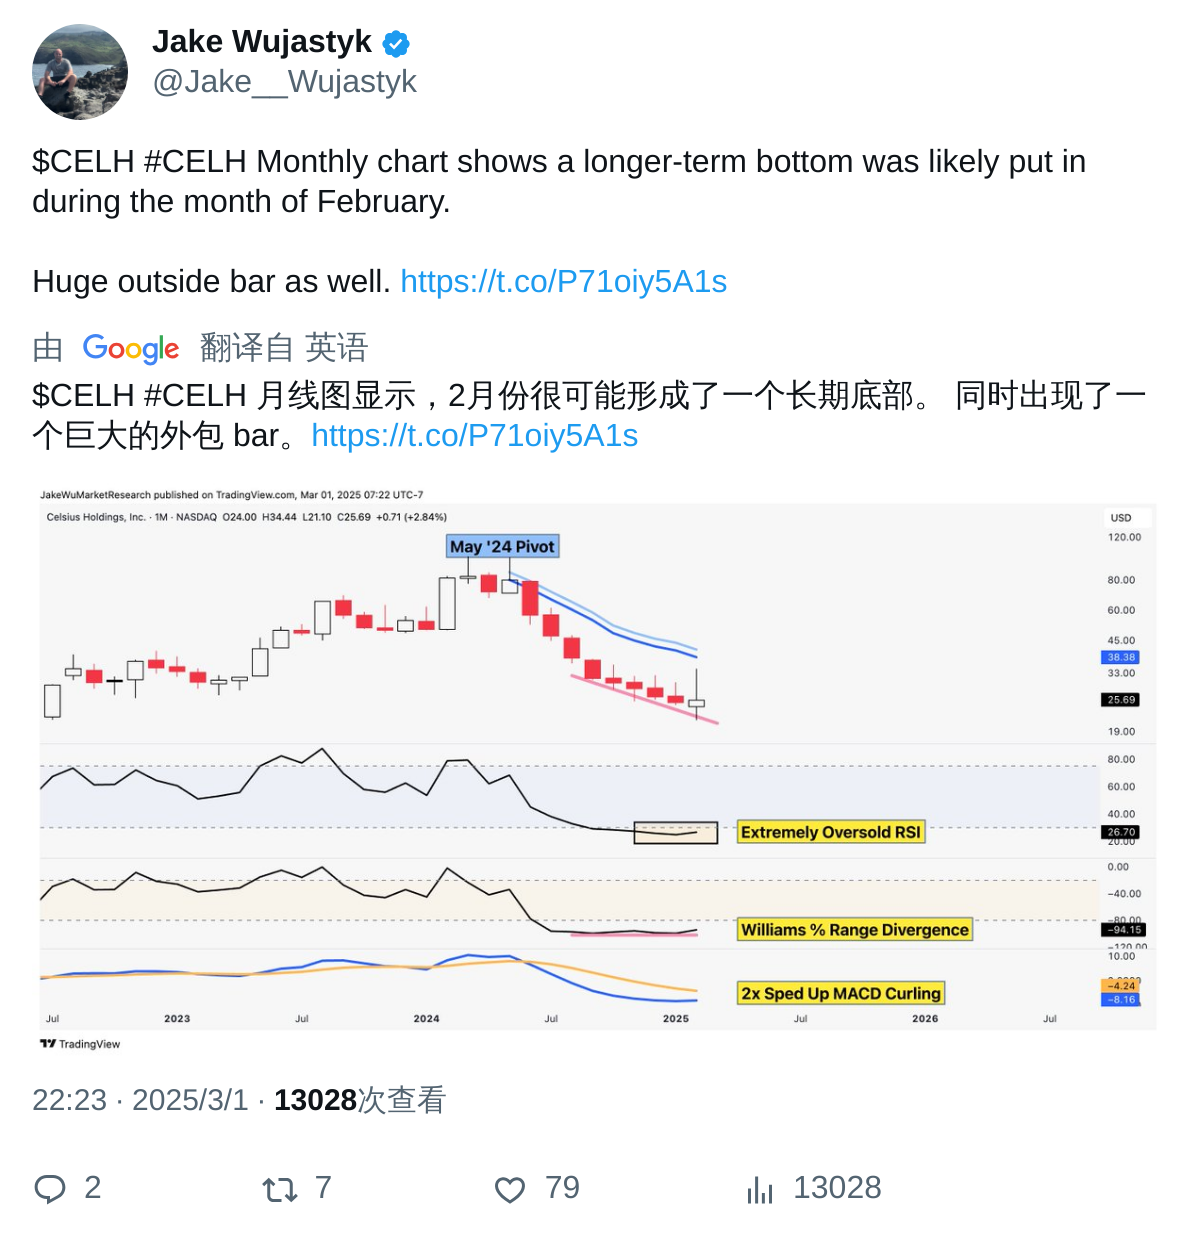 Jake Wujastyk
@Jake__Wujastyk
$CELH #CELH Monthly chart shows a longer-term bottom was likely put in
during the month of February.
Huge outside bar as well. https://t.co/P71oiy5A1s
由 Google 翻译自 英语
$CELH #CELH 月线图显示，2月份很可能形成了一个长期底部。 同时出现了一
个巨大的外包 bar。https://t.co/P71oiy5A1s
JakeWuMarketResearch published on TradingView.com, Mar 01, 2025 07:22 UTC-7
Celsius Holdings, Inc. · 1M · NASDAQ O24.00 H34.44 L21.10 C25.69 +0.71 (+2.84%)
USD
120.00
May '24 Pivot
80.00
60.00
45.00
38.38
33.00
25.69
19.00
80.00
60.00
40.00
Extremely Oversold RSI
26.70
20.00
0.00
−40.00
−80.00
Williams % Range Divergence
−94.15
−120.00
10.00
2x Sped Up MACD Curling
−4.24
−8.16
Jul 2023 Jul 2024 Jul 2025 Jul 2026 Jul
TradingView
22:23 · 2025/3/1 · 13028次查看
2 7 79 13028